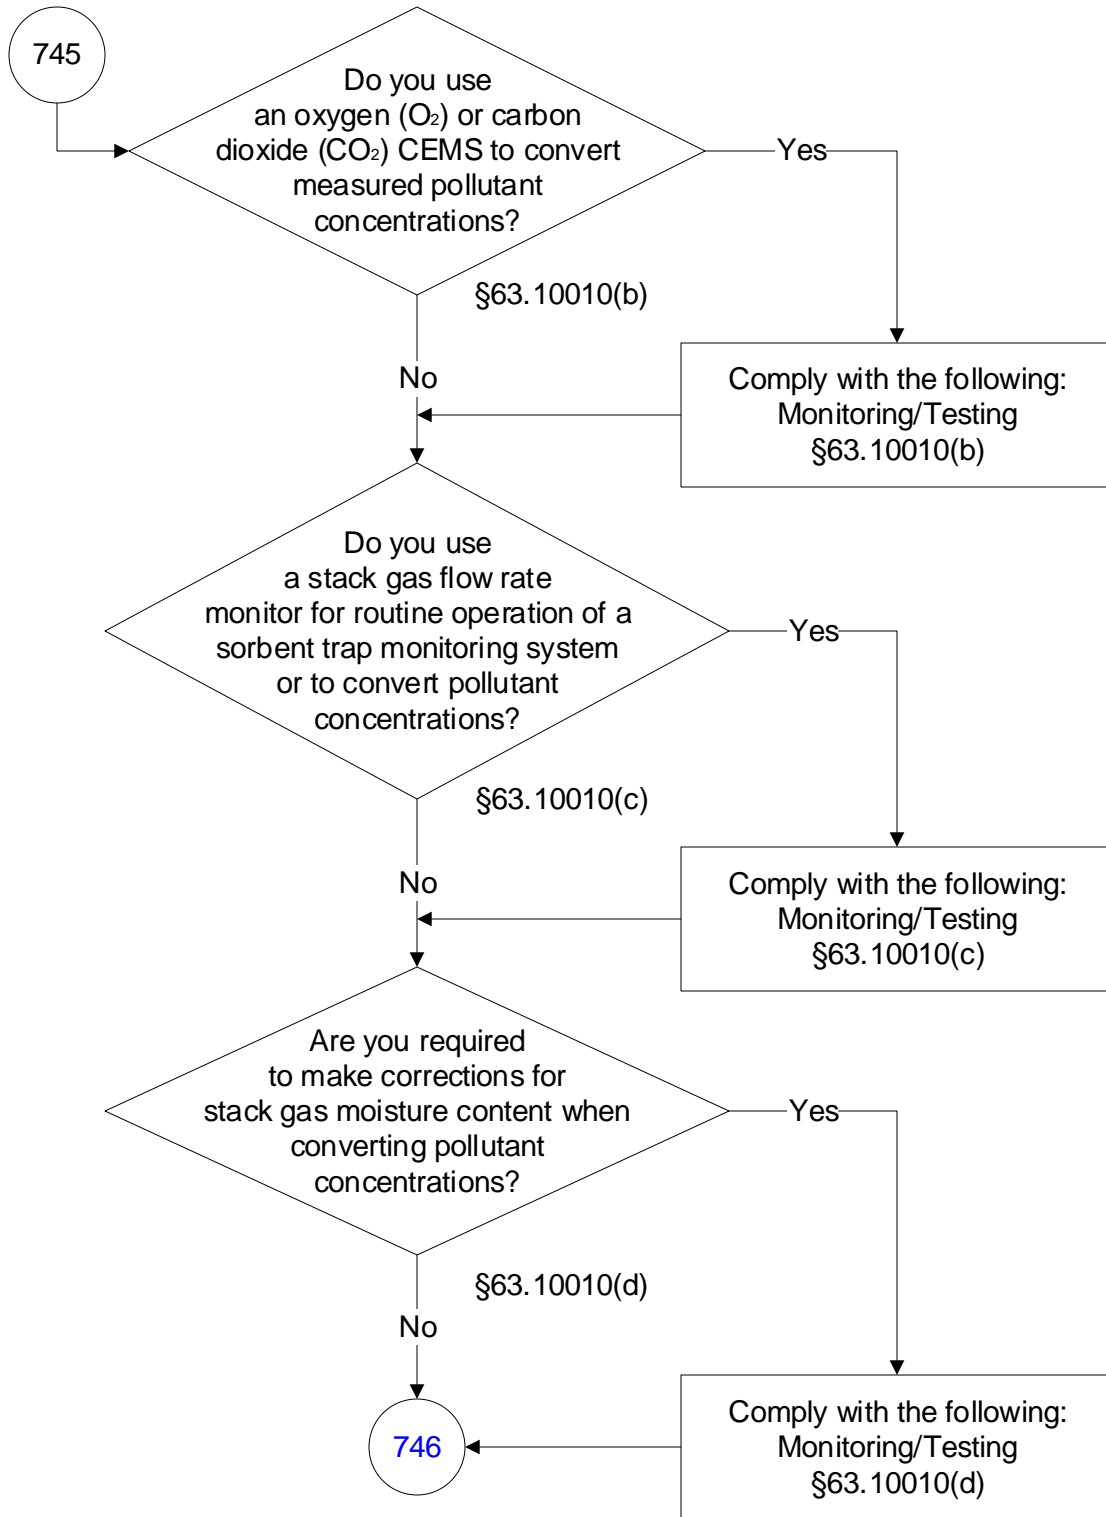 745
Do you use
an oxygen (O₂) or carbon
dioxide (CO₂) CEMS to convert
measured pollutant
concentrations?
Yes
§63.10010(b)
No
Comply with the following:
Monitoring/Testing
§63.10010(b)
Do you use
a stack gas flow rate
monitor for routine operation of a
sorbent trap monitoring system
or to convert pollutant
concentrations?
Yes
§63.10010(c)
No
Comply with the following:
Monitoring/Testing
§63.10010(c)
Are you required
to make corrections for
stack gas moisture content when
converting pollutant
concentrations?
Yes
§63.10010(d)
No
Comply with the following:
Monitoring/Testing
§63.10010(d)
746